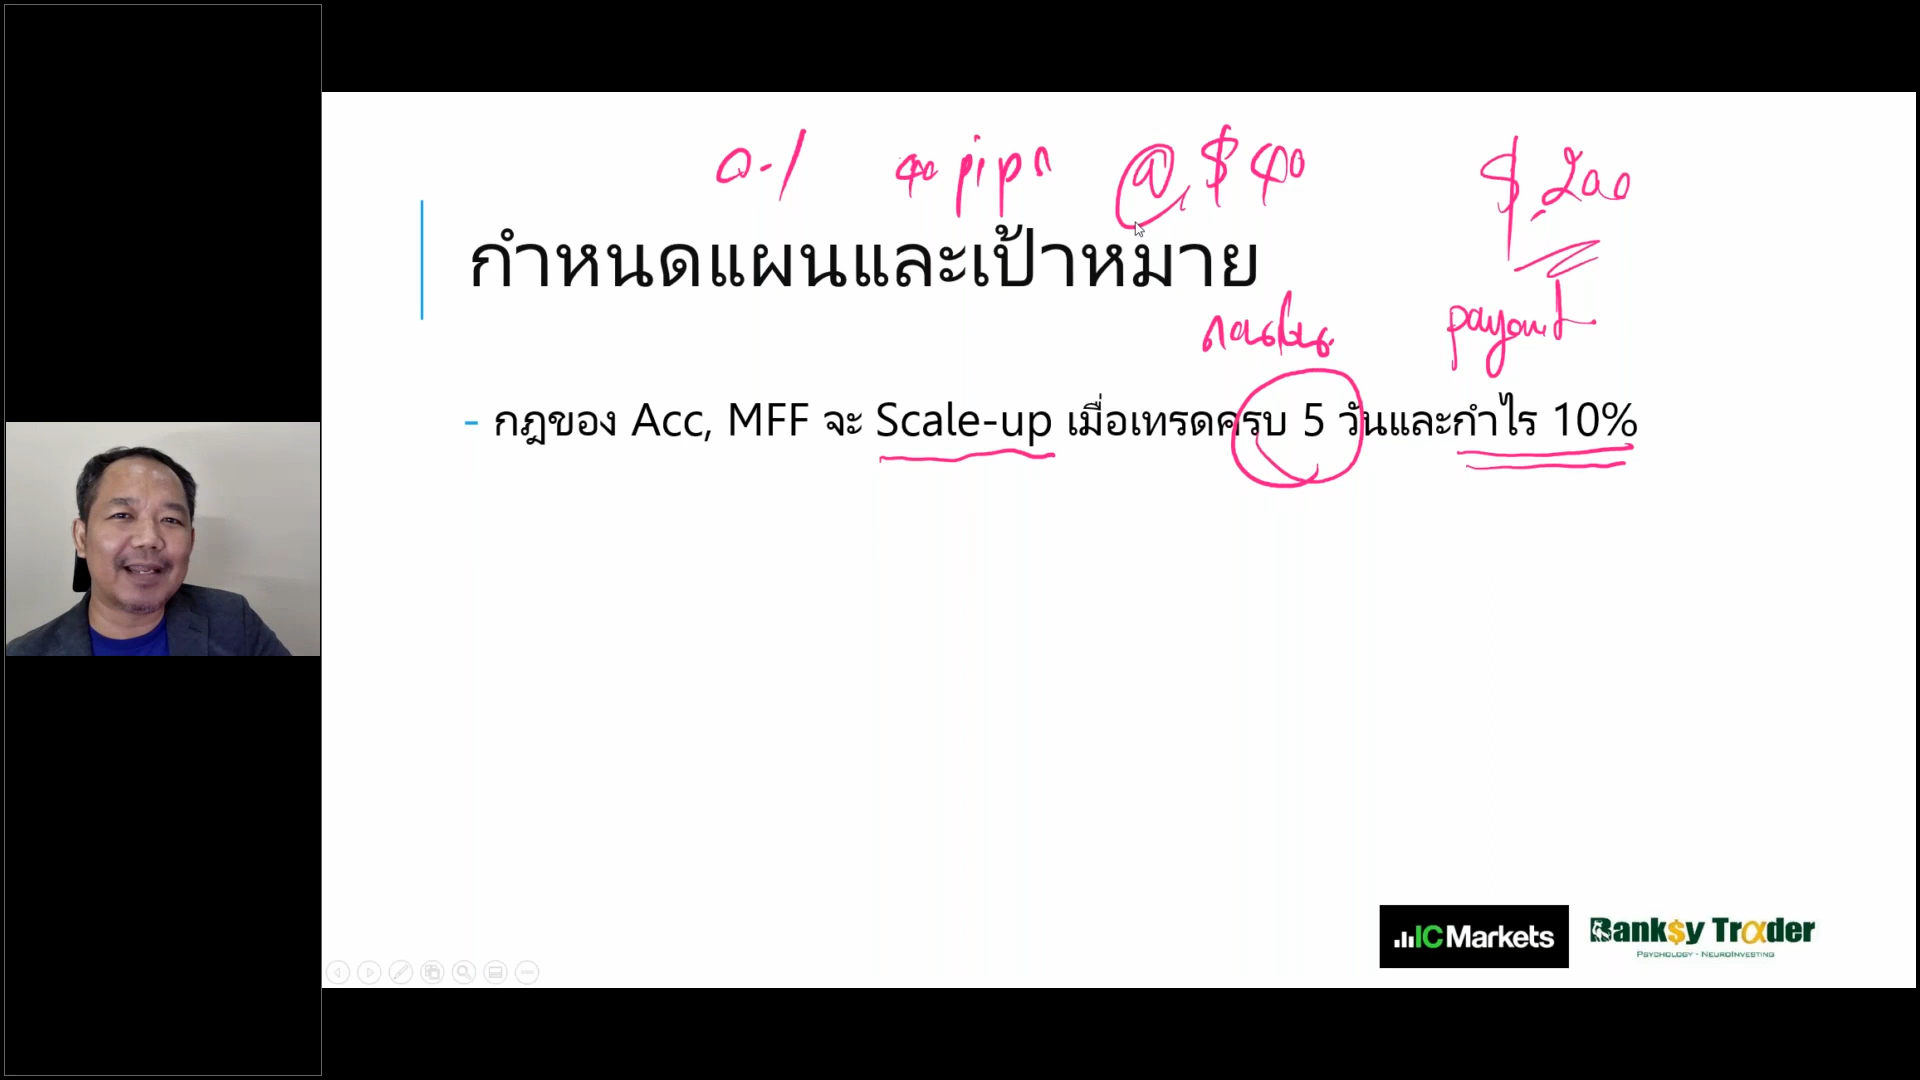 0.1 40 pips @ $40 $200
กำหนดแผนและเป้าหมาย
payout
- กฎของ Acc, MFF จะ Scale-up เมื่อเทรดครบ 5 วันและกำไร 10%
IC Markets
Banksy Trader
Psychology - NeuroInvesting